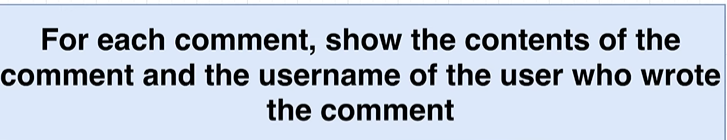 For each comment, show the contents of the
comment and the username of the user who wrote
the comment